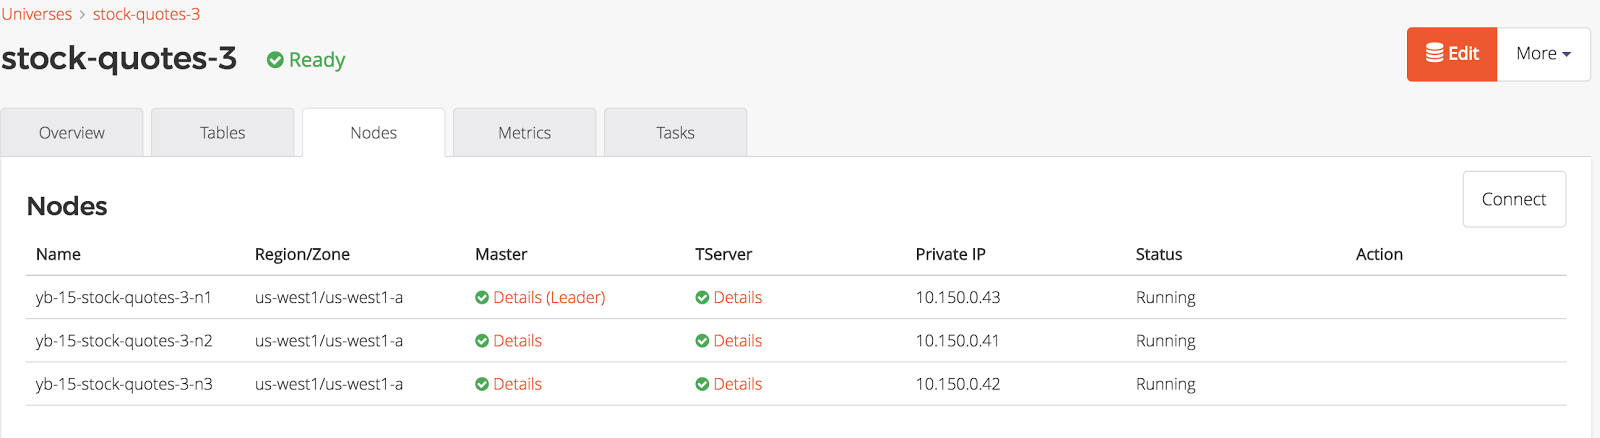 Universes > stock-quotes-3
stock-quotes-3 Ready
Edit More
Overview Tables Nodes Metrics Tasks
Nodes
Connect
Name Region/Zone Master TServer Private IP Status Action
yb-15-stock-quotes-3-n1 us-west1/us-west1-a Details (Leader) Details 10.150.0.43 Running
yb-15-stock-quotes-3-n2 us-west1/us-west1-a Details Details 10.150.0.41 Running
yb-15-stock-quotes-3-n3 us-west1/us-west1-a Details Details 10.150.0.42 Running